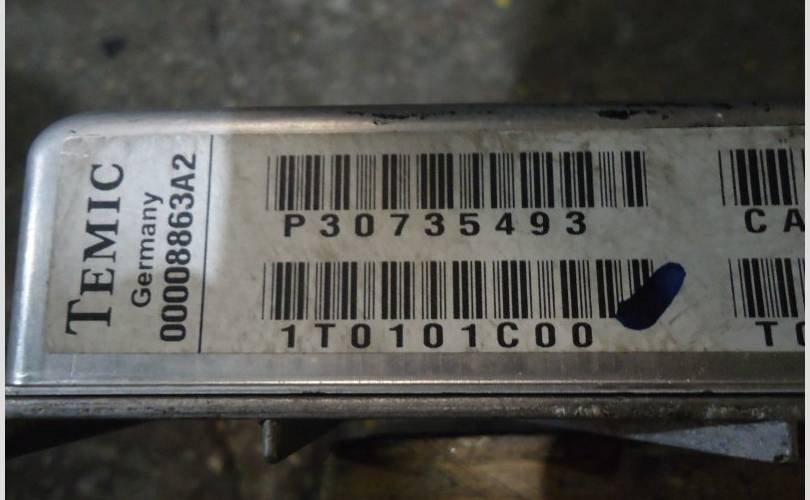 TEMIC
Germany
00008863A2
P30735493
CA
1T0101C00
T